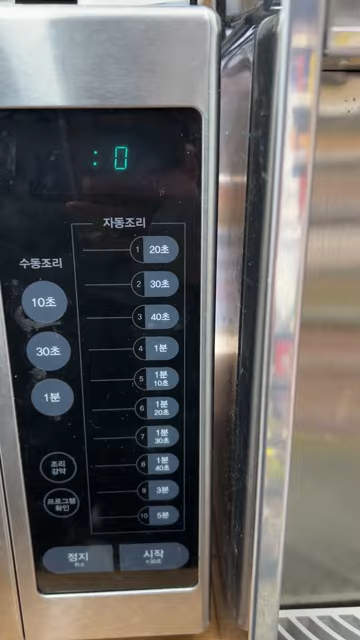 :0
자동조리
수동조리
1 20초
2 30초
3 40초
4 1분
5 1분 10초
6 1분 20초
7 1분 30초
8 1분 40초
9 3분
10 5분
10초
30초
1분
조리
강약
프로그램
확인
정지
취소
시작
+30초